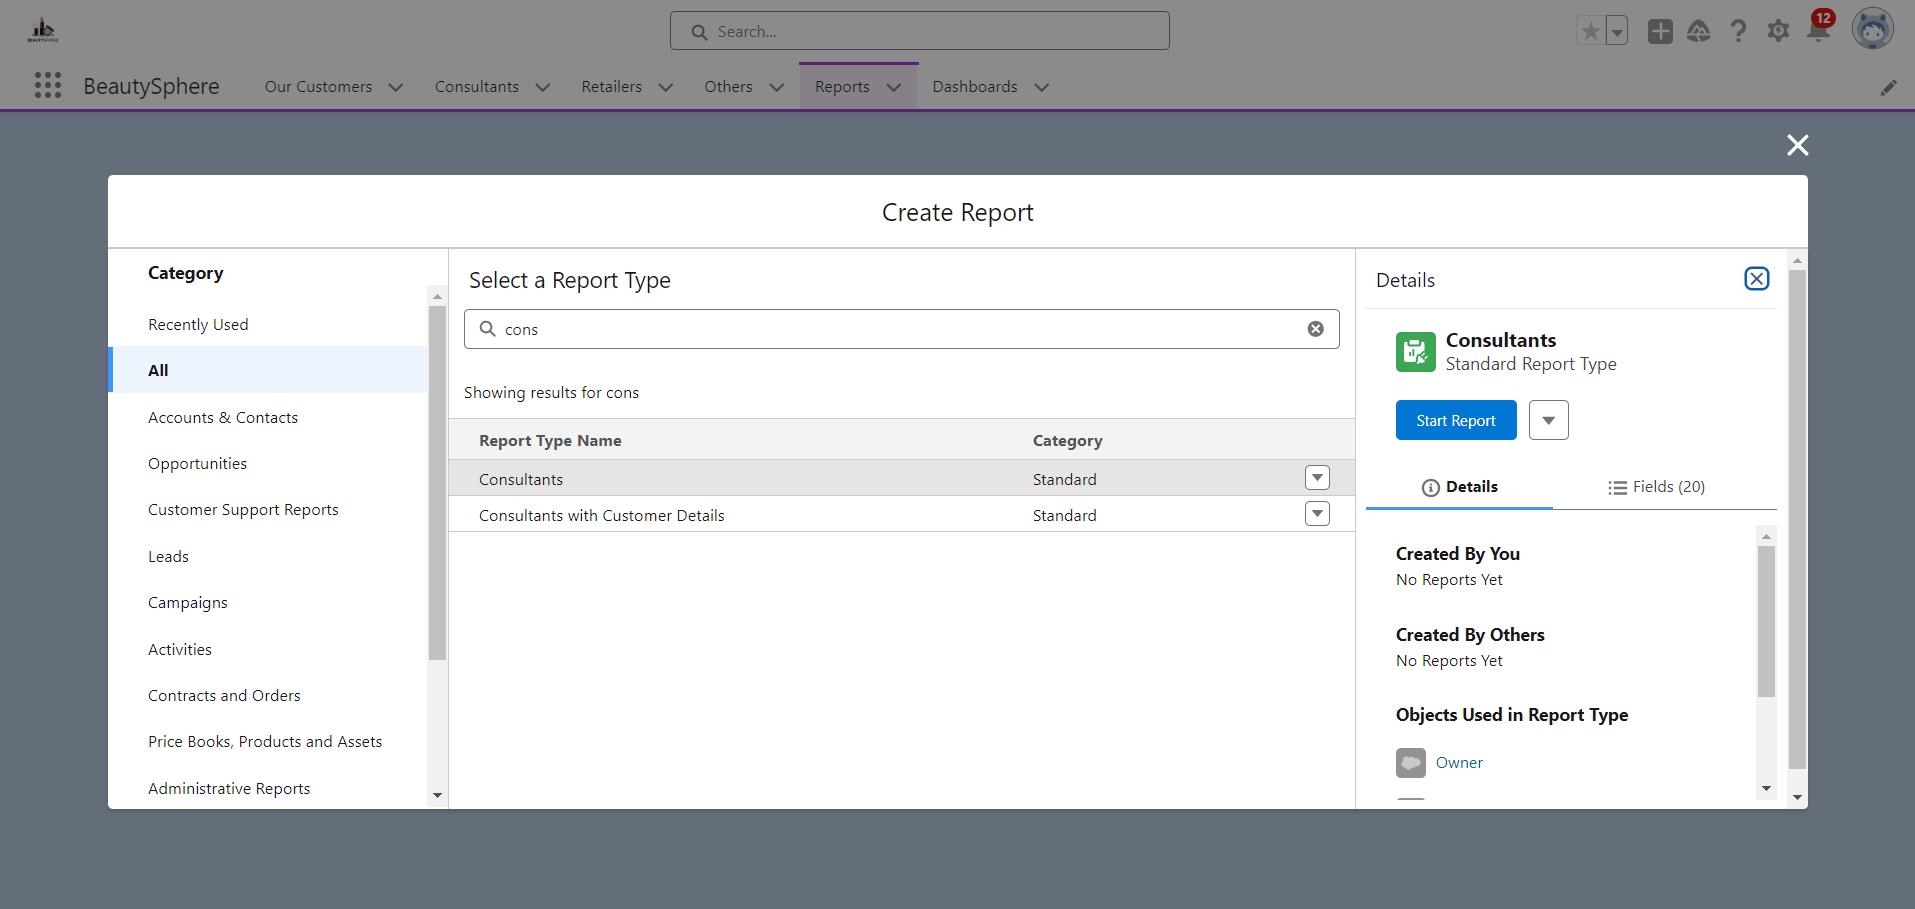 BEAUTYSPHERE
Search...
12
BeautySphere
Our Customers
Consultants
Retailers
Others
Reports
Dashboards
Create Report
Category
Recently Used
All
Accounts & Contacts
Opportunities
Customer Support Reports
Leads
Campaigns
Activities
Contracts and Orders
Price Books, Products and Assets
Administrative Reports
Select a Report Type
cons
Showing results for cons
Report Type Name Category
Consultants Standard
Consultants with Customer Details Standard
Details
Consultants
Standard Report Type
Start Report
Details Fields (20)
Created By You
No Reports Yet
Created By Others
No Reports Yet
Objects Used in Report Type
Owner